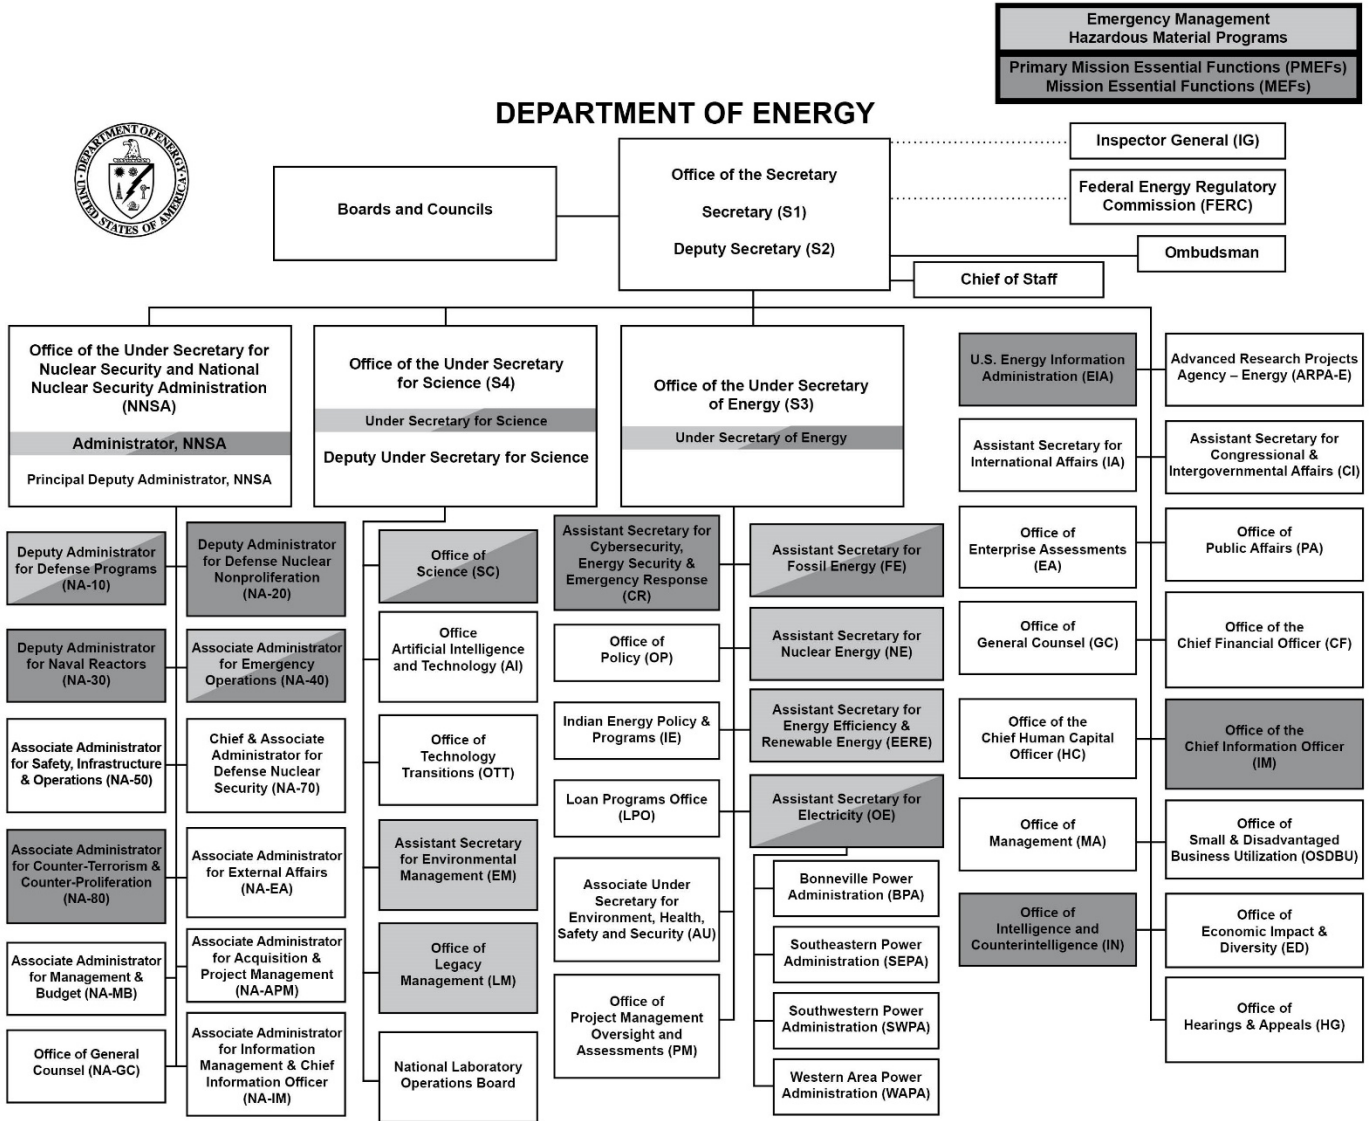 Emergency Management
Hazardous Material Programs
Primary Mission Essential Functions (PMEFs)
Mission Essential Functions (MEFs)
DEPARTMENT OF ENERGY
DEPARTMENT OF ENERGY
UNITED STATES OF AMERICA
Boards and Councils
Office of the Secretary
Secretary (S1)
Deputy Secretary (S2)
Inspector General (IG)
Federal Energy Regulatory
Commission (FERC)
Ombudsman
Chief of Staff
Office of the Under Secretary for
Nuclear Security and National
Nuclear Security Administration
(NNSA)
Administrator, NNSA
Principal Deputy Administrator, NNSA
Office of the Under Secretary
for Science (S4)
Under Secretary for Science
Deputy Under Secretary for Science
Office of the Under Secretary
of Energy (S3)
Under Secretary of Energy
U.S. Energy Information
Administration (EIA)
Advanced Research Projects
Agency – Energy (ARPA-E)
Assistant Secretary for
International Affairs (IA)
Assistant Secretary for
Congressional &
Intergovernmental Affairs (CI)
Office of
Enterprise Assessments
(EA)
Office of
Public Affairs (PA)
Office of
General Counsel (GC)
Office of the
Chief Financial Officer (CF)
Office of the
Chief Human Capital
Officer (HC)
Office of the
Chief Information Officer
(IM)
Office of
Management (MA)
Office of
Small & Disadvantaged
Business Utilization (OSDBU)
Office of
Intelligence and
Counterintelligence (IN)
Office of
Economic Impact &
Diversity (ED)
Office of
Hearings & Appeals (HG)
Deputy Administrator
for Defense Programs
(NA-10)
Deputy Administrator
for Defense Nuclear
Nonproliferation
(NA-20)
Deputy Administrator
for Naval Reactors
(NA-30)
Associate Administrator
for Emergency
Operations (NA-40)
Associate Administrator
for Safety, Infrastructure
& Operations (NA-50)
Chief & Associate
Administrator for
Defense Nuclear
Security (NA-70)
Associate Administrator
for Counter-Terrorism &
Counter-Proliferation
(NA-80)
Associate Administrator
for External Affairs
(NA-EA)
Associate Administrator
for Management &
Budget (NA-MB)
Associate Administrator
for Acquisition &
Project Management
(NA-APM)
Office of General
Counsel (NA-GC)
Associate Administrator
for Information
Management & Chief
Information Officer
(NA-IM)
Office of
Science (SC)
Office
Artificial Intelligence
and Technology (AI)
Office of
Technology
Transitions (OTT)
Assistant Secretary
for Environmental
Management (EM)
Office of
Legacy
Management (LM)
National Laboratory
Operations Board
Assistant Secretary for
Cybersecurity,
Energy Security &
Emergency Response
(CR)
Assistant Secretary for
Fossil Energy (FE)
Office of
Policy (OP)
Assistant Secretary for
Nuclear Energy (NE)
Indian Energy Policy &
Programs (IE)
Assistant Secretary for
Energy Efficiency &
Renewable Energy (EERE)
Loan Programs Office
(LPO)
Assistant Secretary for
Electricity (OE)
Associate Under
Secretary for
Environment, Health,
Safety and Security (AU)
Office of
Project Management
Oversight and
Assessments (PM)
Bonneville Power
Administration (BPA)
Southeastern Power
Administration (SEPA)
Southwestern Power
Administration (SWPA)
Western Area Power
Administration (WAPA)